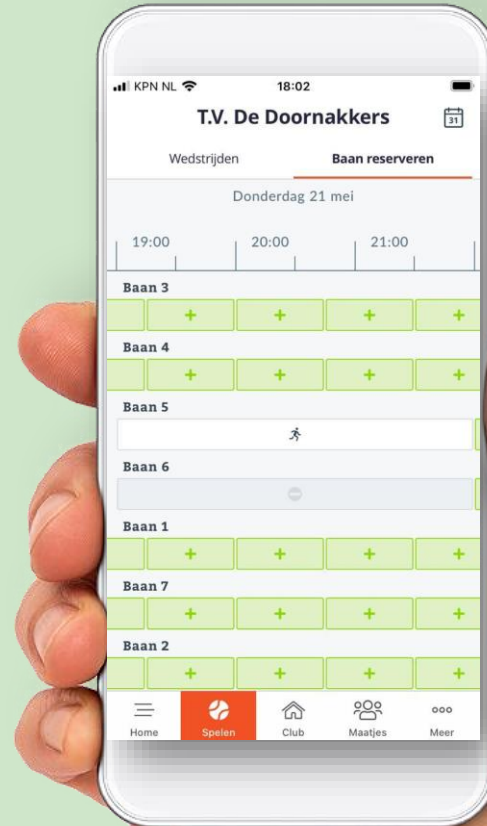 KPN NL 18:02
T.V. De Doornakkers
31
Wedstrijden Baan reserveren
Donderdag 21 mei
19:00 20:00 21:00
Baan 3
+ + + +
Baan 4
+ + + +
Baan 5
Baan 6
Baan 1
+ + + +
Baan 7
+ + + +
Baan 2
+ + + +
Home Spelen Club Maatjes Meer